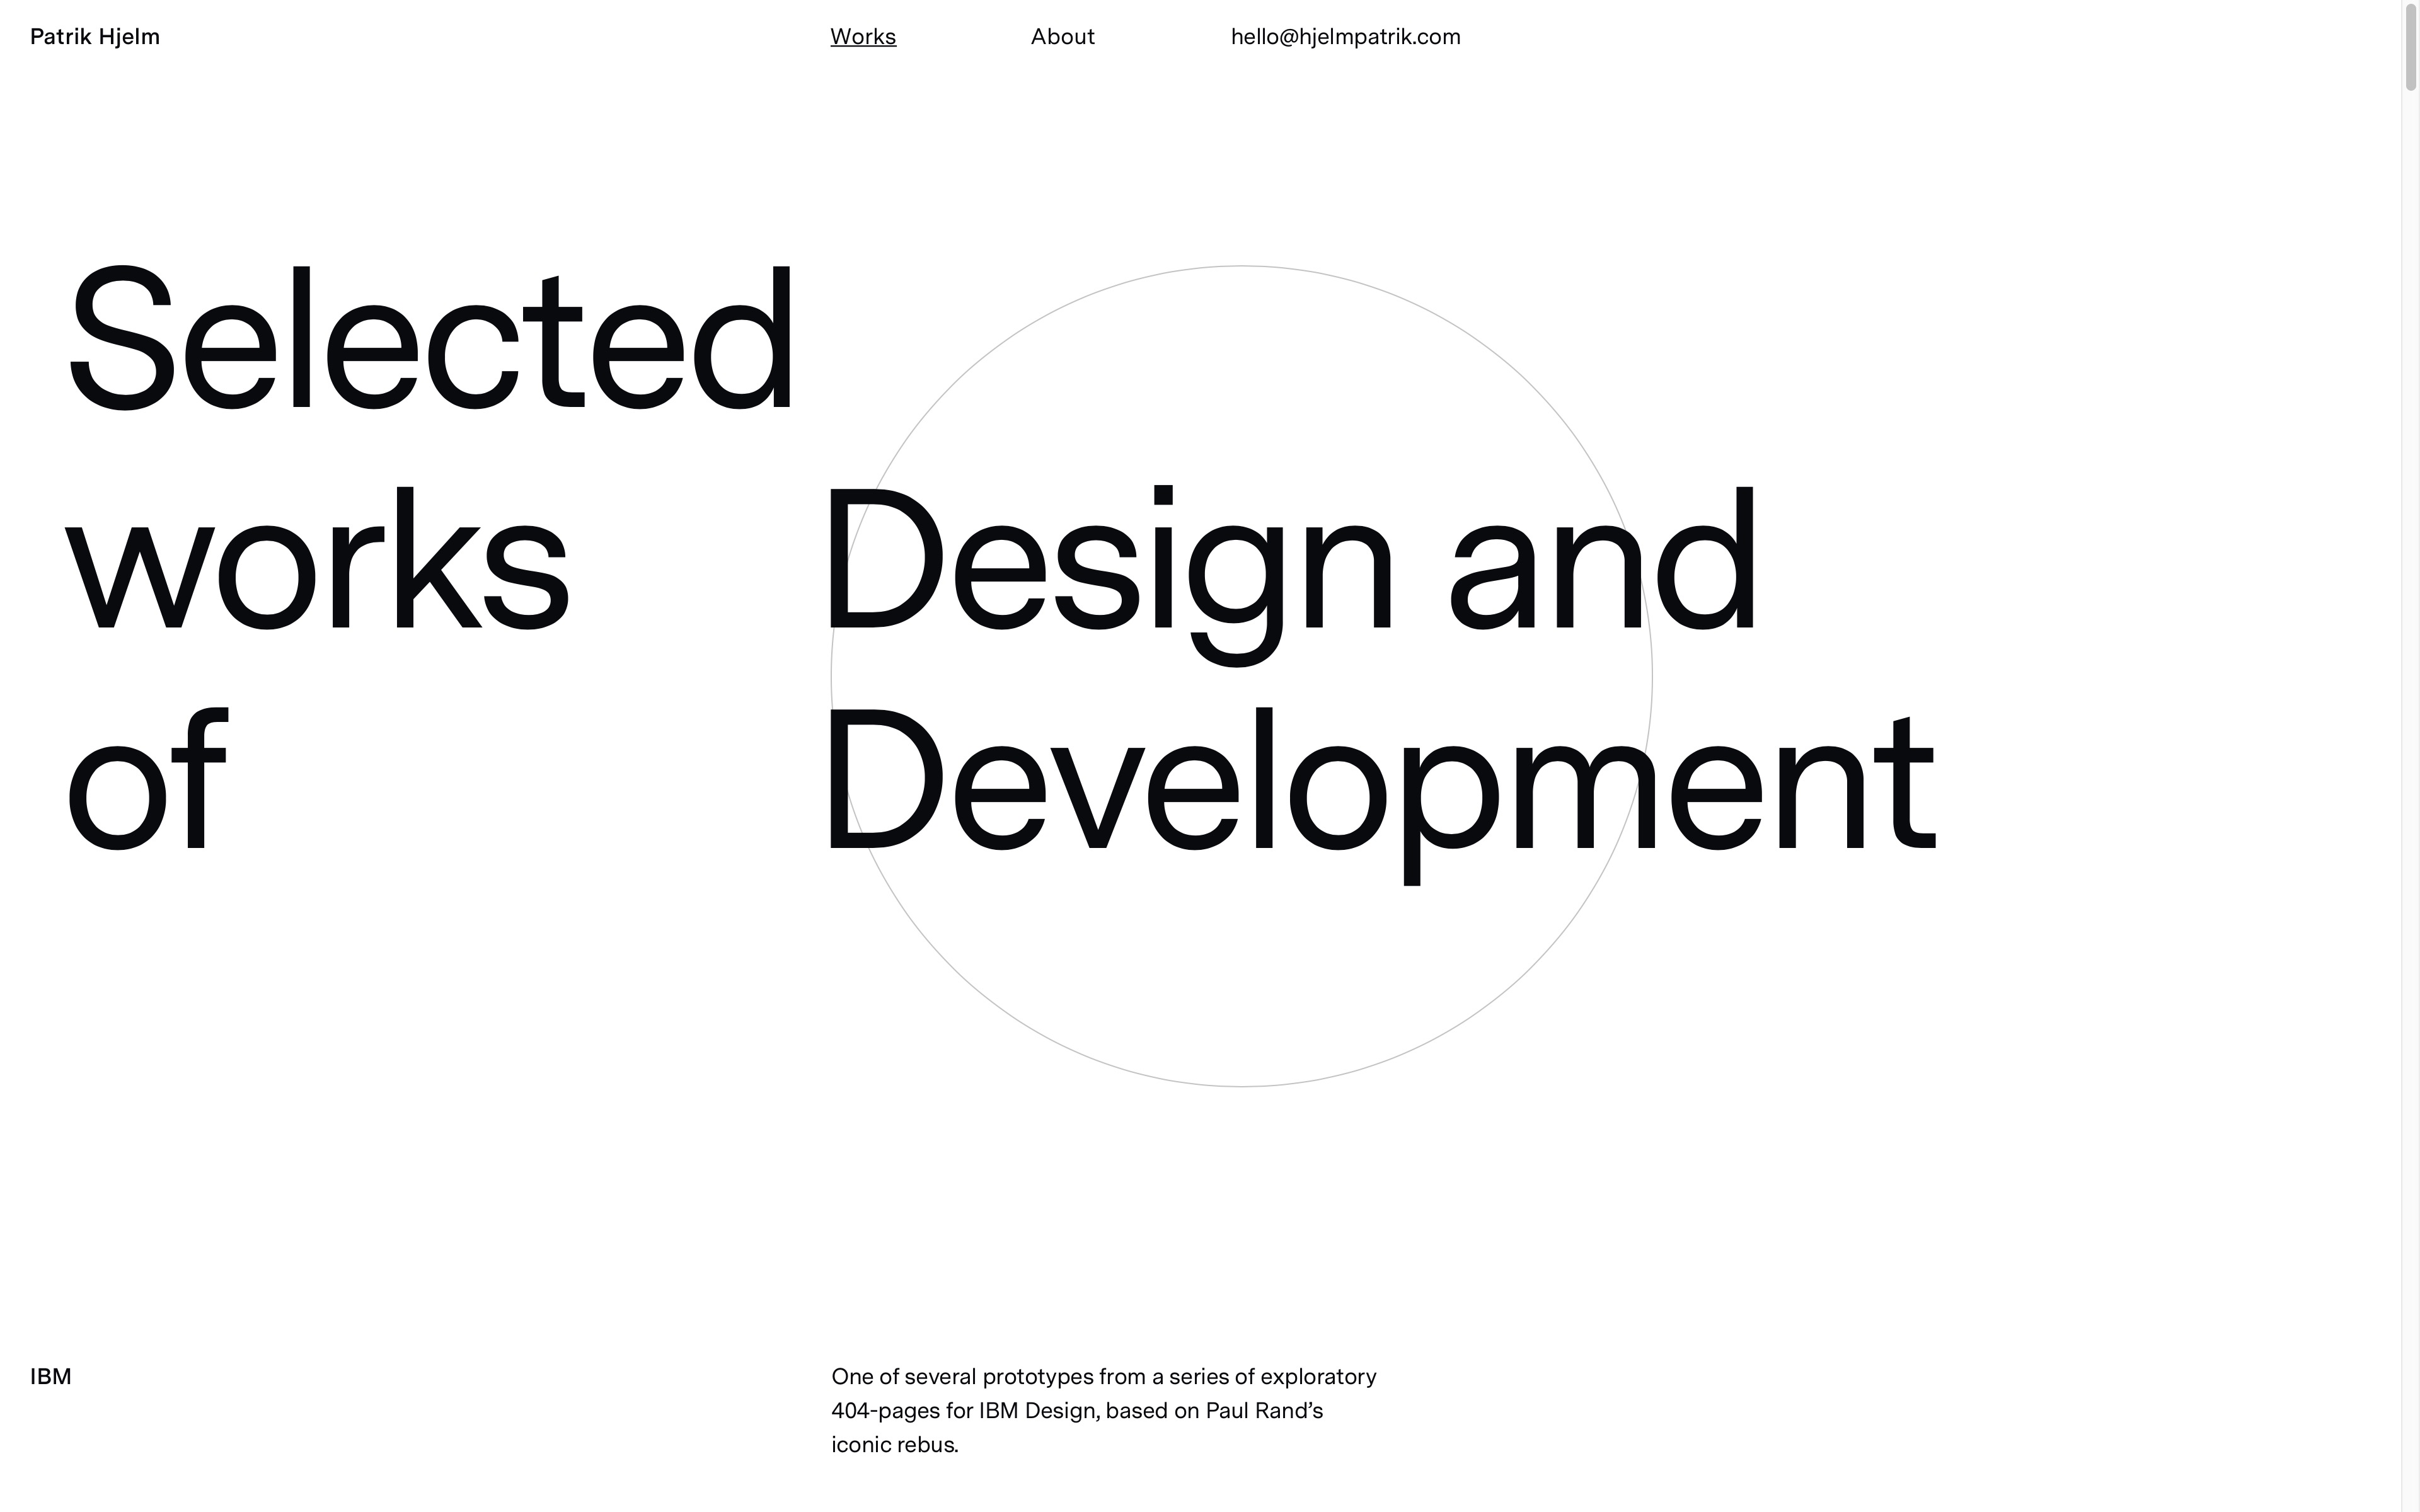 Patrik Hjelm
Works
About
hello@hjelmpatrik.com
Selected
works
of
Design and
Development
IBM
One of several prototypes from a series of exploratory
404-pages for IBM Design, based on Paul Rand’s
iconic rebus.